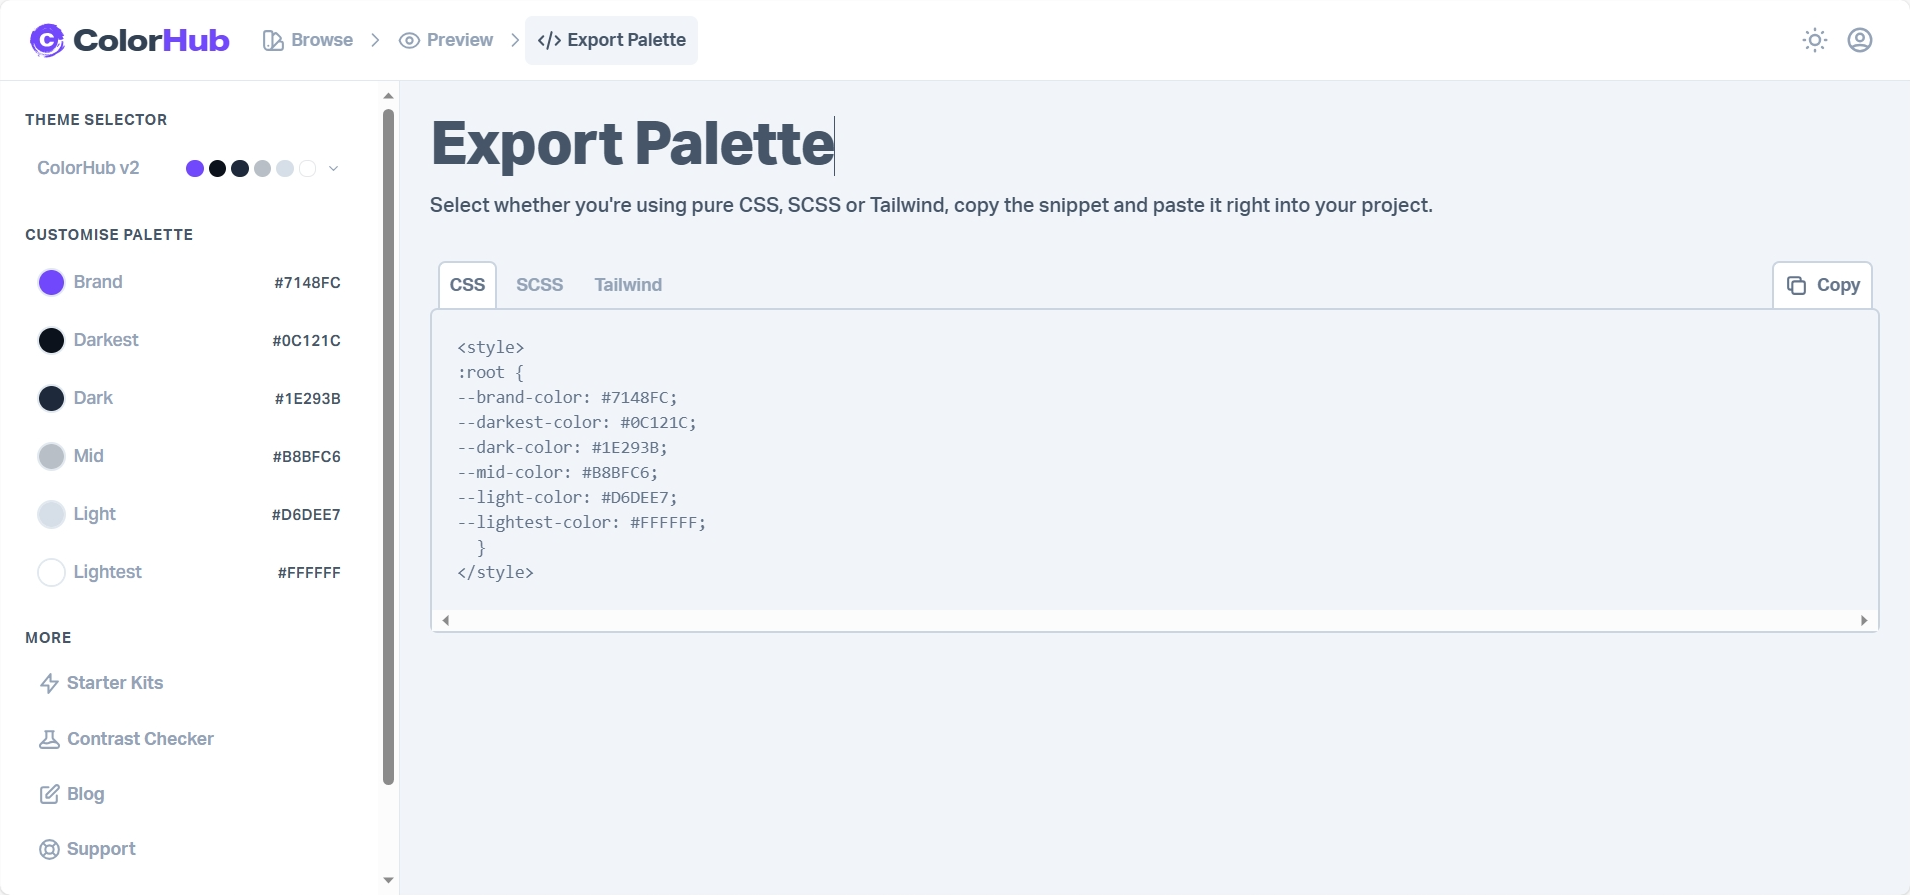 ColorHub
Browse
Preview
</> Export Palette
THEME SELECTOR
ColorHub v2
CUSTOMISE PALETTE
Brand #7148FC
Darkest #0C121C
Dark #1E293B
Mid #B8BFC6
Light #D6DEE7
Lightest #FFFFFF
MORE
Starter Kits
Contrast Checker
Blog
Support
Export Palette
Select whether you're using pure CSS, SCSS or Tailwind, copy the snippet and paste it right into your project.
CSS SCSS Tailwind
Copy
<style>
:root {
--brand-color: #7148FC;
--darkest-color: #0C121C;
--dark-color: #1E293B;
--mid-color: #B8BFC6;
--light-color: #D6DEE7;
--lightest-color: #FFFFFF;
}
</style>